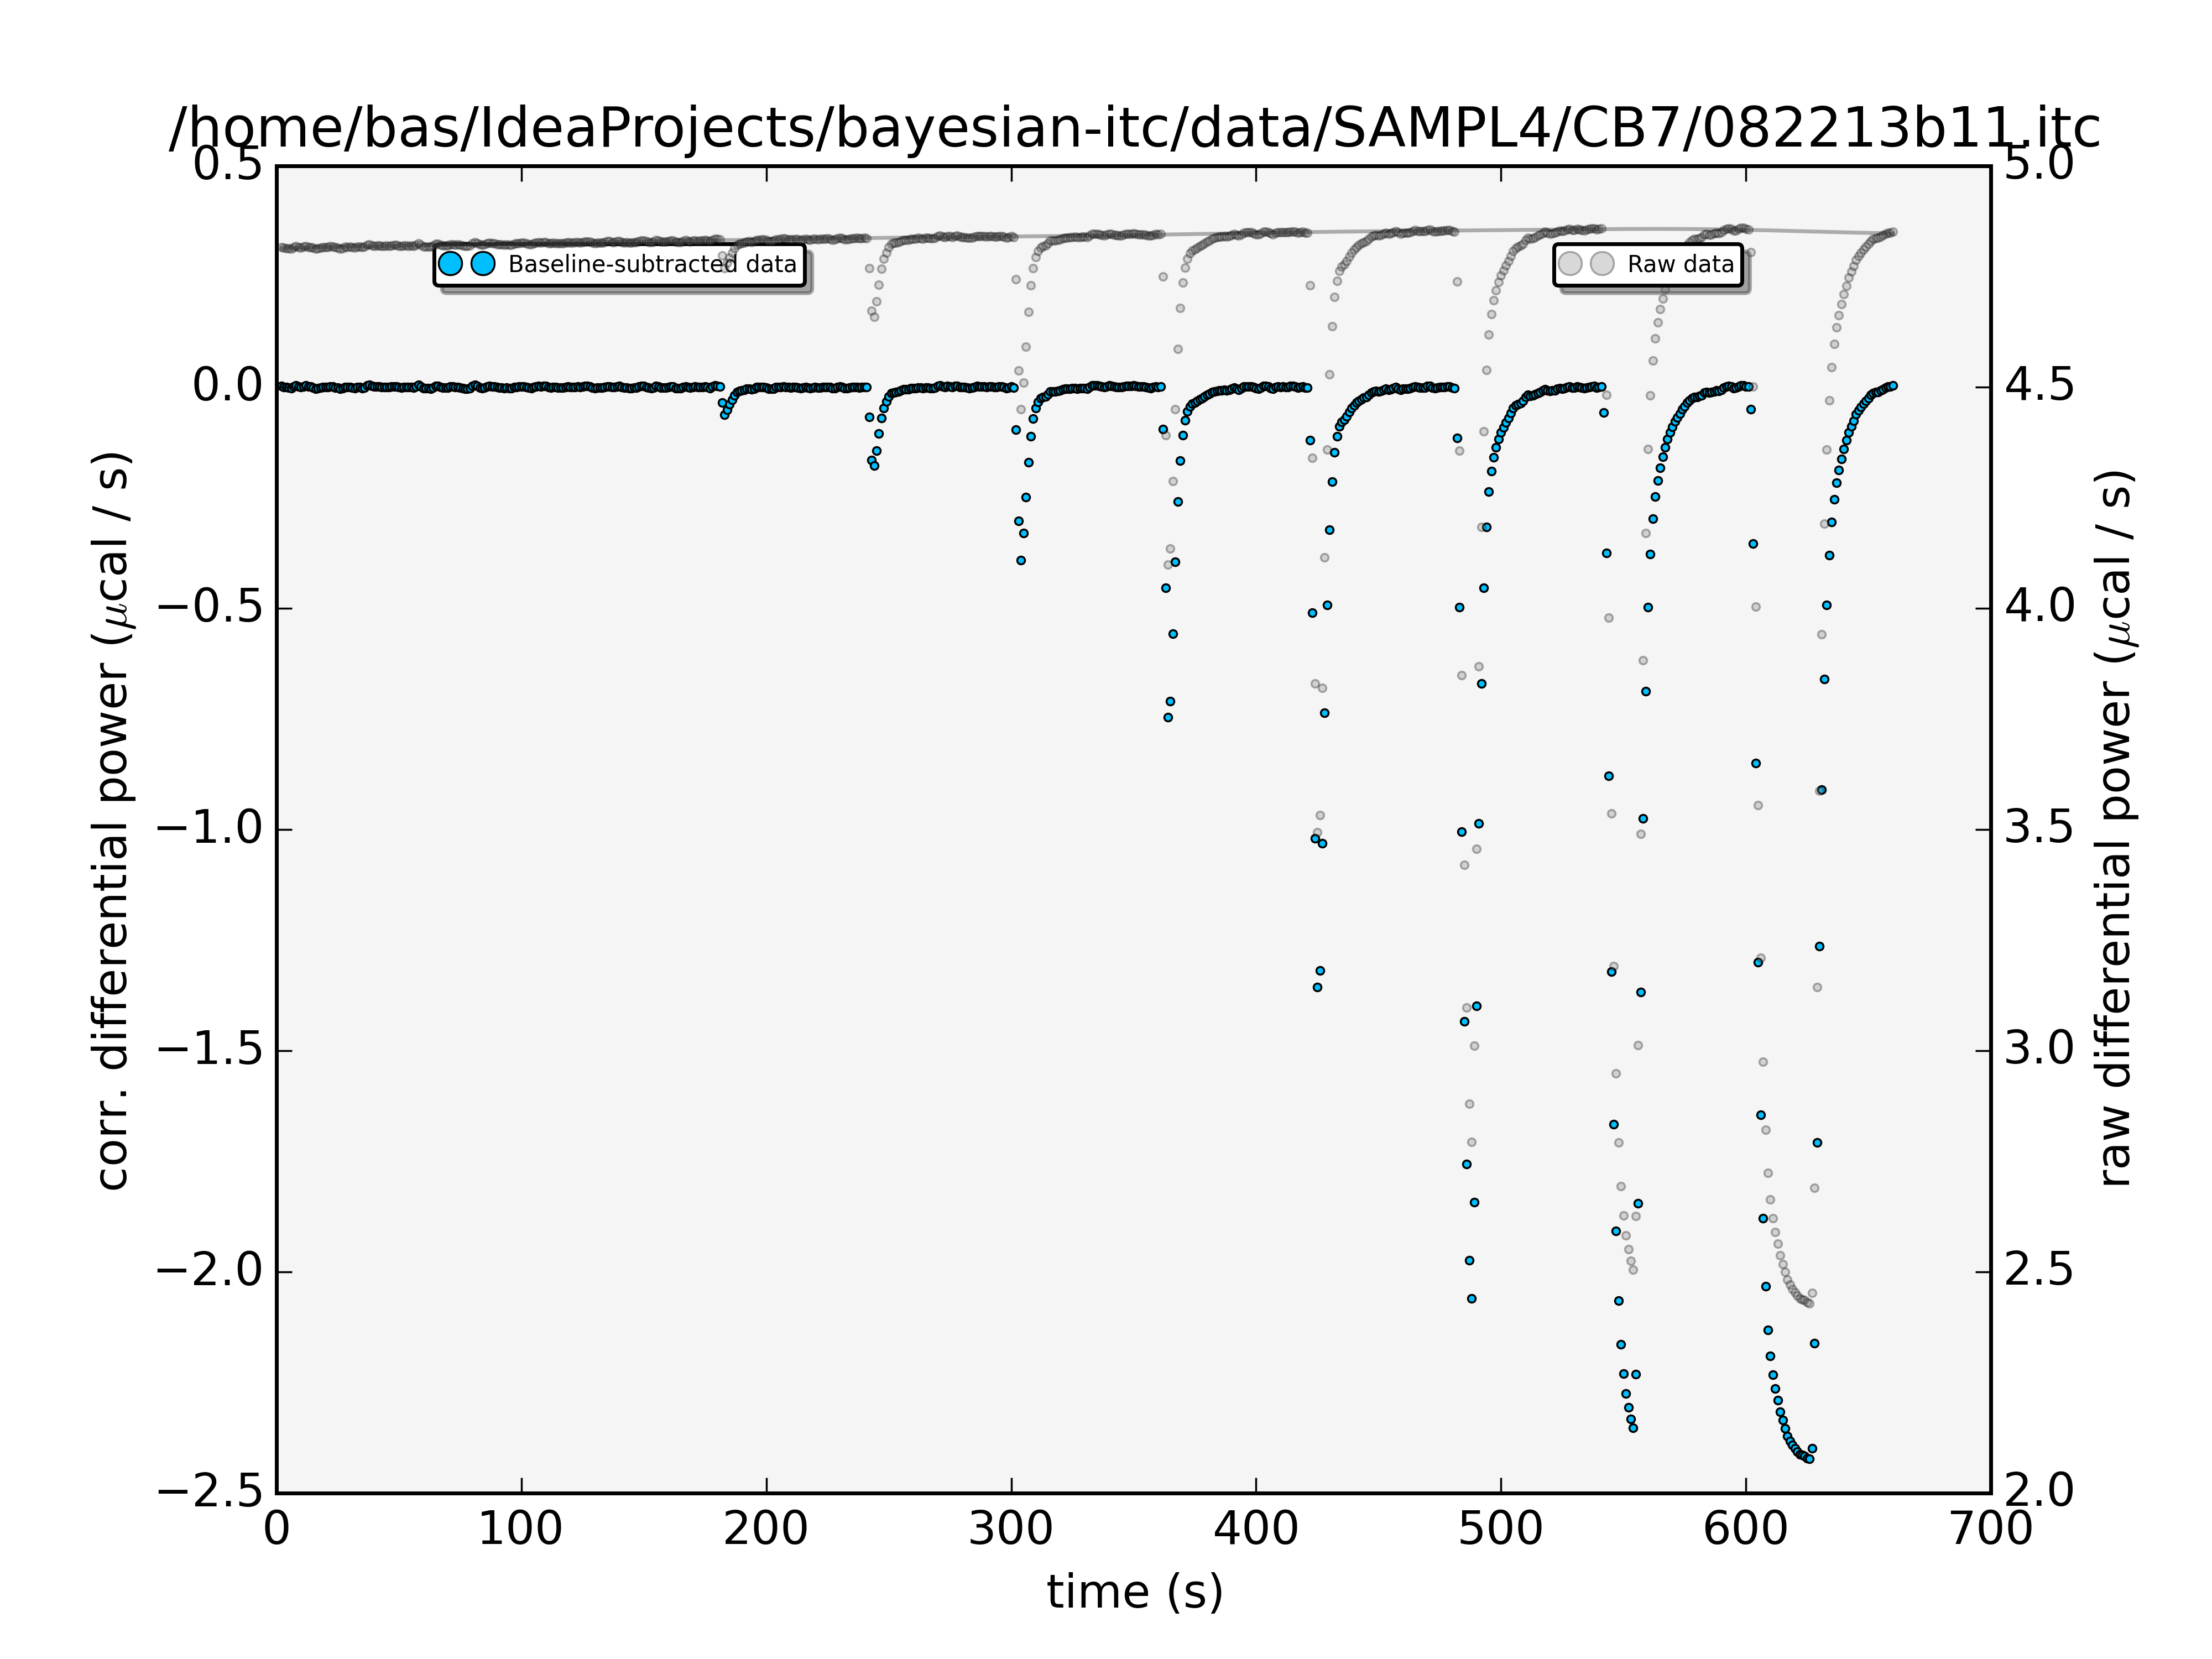 /home/bas/IdeaProjects/bayesian-itc/data/SAMPL4/CB7/082213b11.itc
0.5
0.0
−0.5
−1.0
−1.5
−2.0
−2.5
corr. differential power (μcal / s)
Baseline-subtracted data
Raw data
5.0
4.5
4.0
3.5
3.0
2.5
2.0
raw differential power (μcal / s)
0 100 200 300 400 500 600 700
time (s)